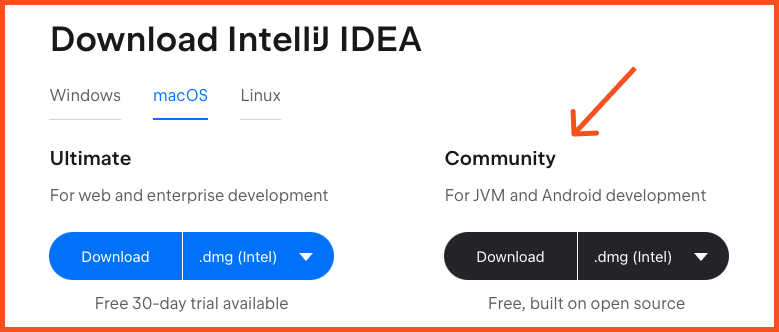 Download IntelliJ IDEA
Windows macOS Linux
Ultimate
For web and enterprise development
Download .dmg (Intel)
Free 30-day trial available
Community
For JVM and Android development
Download .dmg (Intel)
Free, built on open source